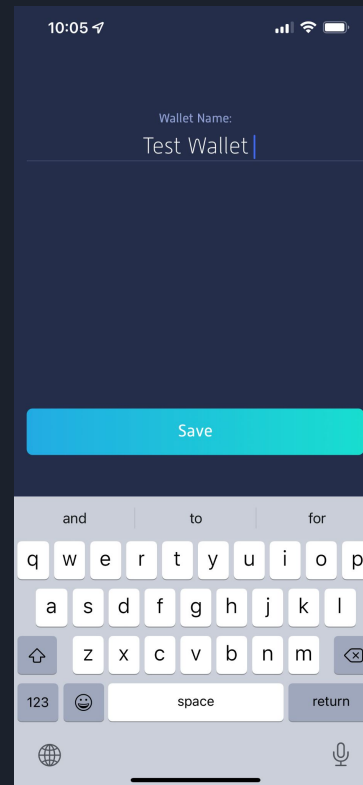 10:05
Wallet Name:
Test Wallet
Save
and to for
q w e r t y u i o p
a s d f g h j k l
z x c v b n m
123 space return